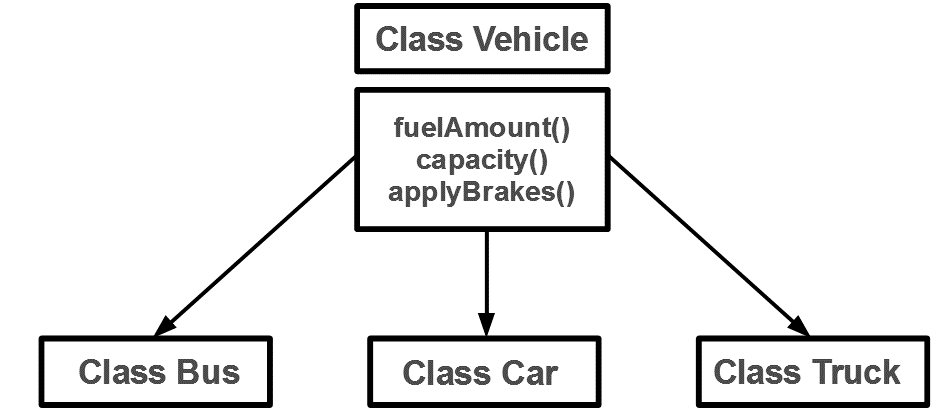 Class Vehicle
fuelAmount()
capacity()
applyBrakes()
Class Bus
Class Car
Class Truck